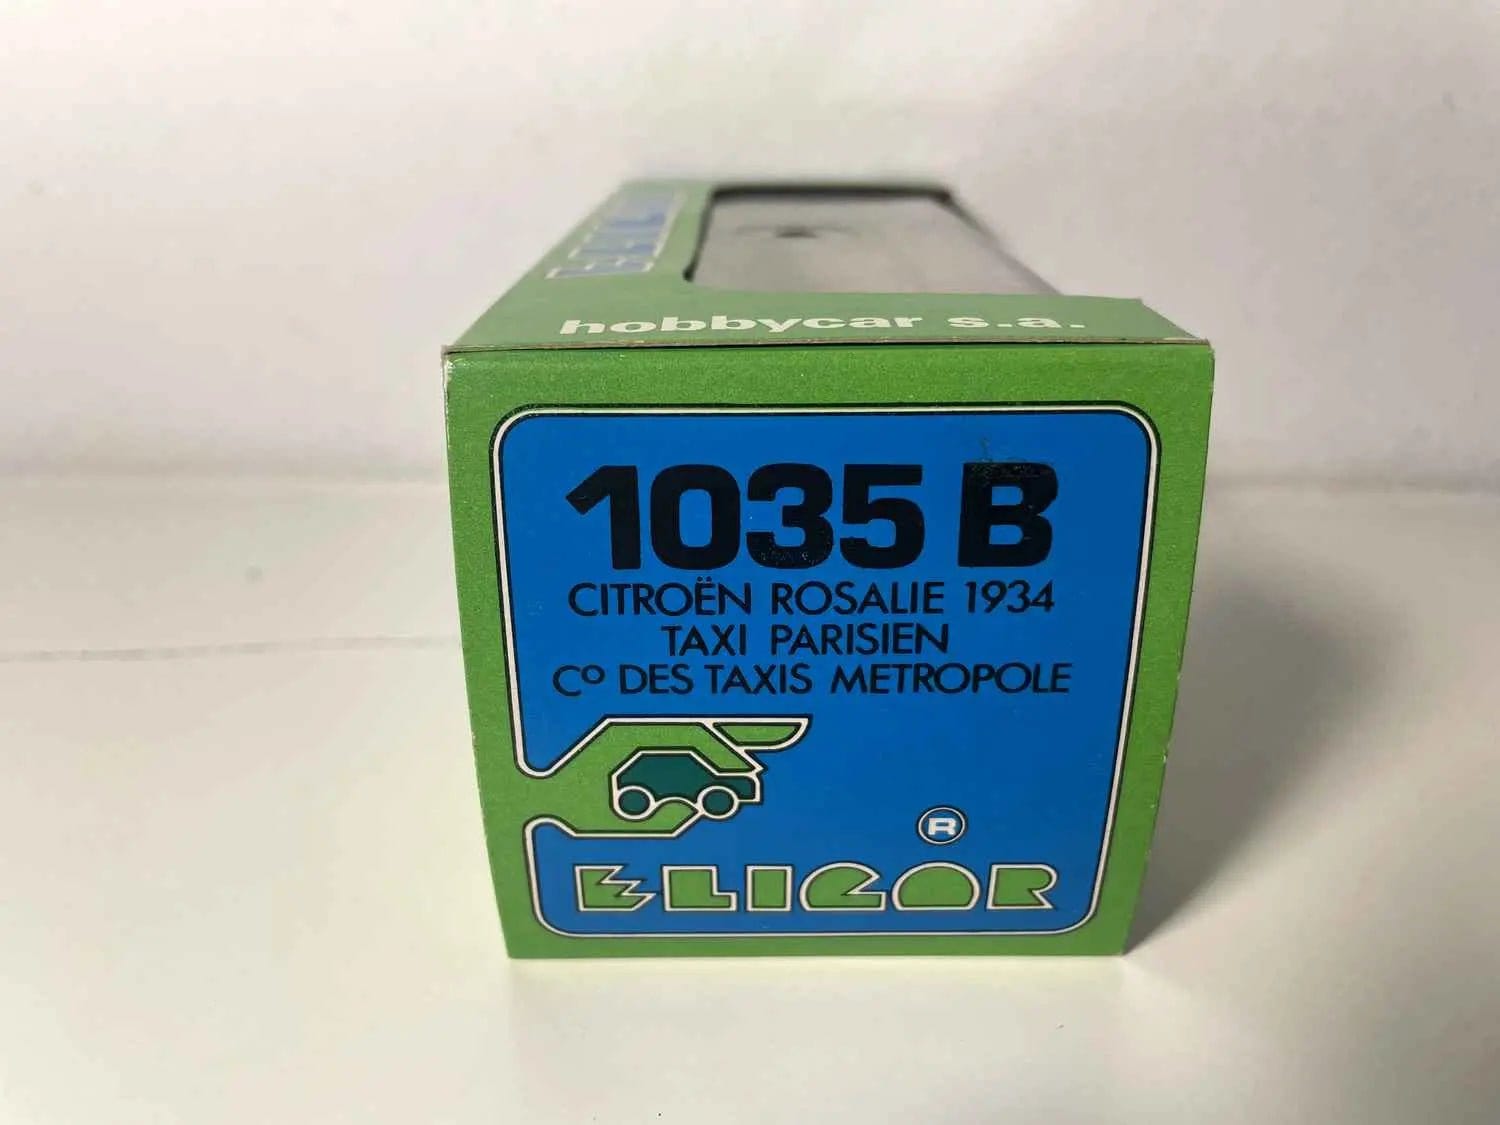 hobbycar s.a.
1035 B
CITROËN ROSALIE 1934
TAXI PARISIEN
Cº DES TAXIS METROPOLE
®
ELIGOR